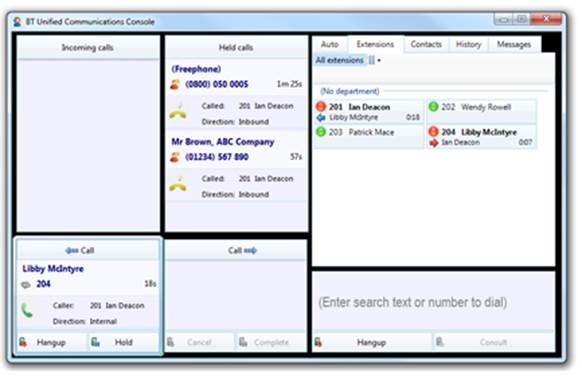 BT Unified Communications Console
Incoming calls
Held calls
(Freephone)
(0800) 050 0005 1m 25s
Called: 201 Ian Deacon
Direction: Inbound
Mr Brown, ABC Company
(01234) 567 890 57s
Called: 201 Ian Deacon
Direction: Inbound
Auto Extensions Contacts History Messages
All extensions
(No department)
201 Ian Deacon
Libby McIntyre 0:18
202 Wendy Rowell
203 Patrick Mace
204 Libby McIntyre
Ian Deacon 0:07
Call
Libby McIntyre
204 18s
Caller: 201 Ian Deacon
Direction: Internal
Hangup Hold
Call
Cancel Complete
(Enter search text or number to dial)
Hangup Consult